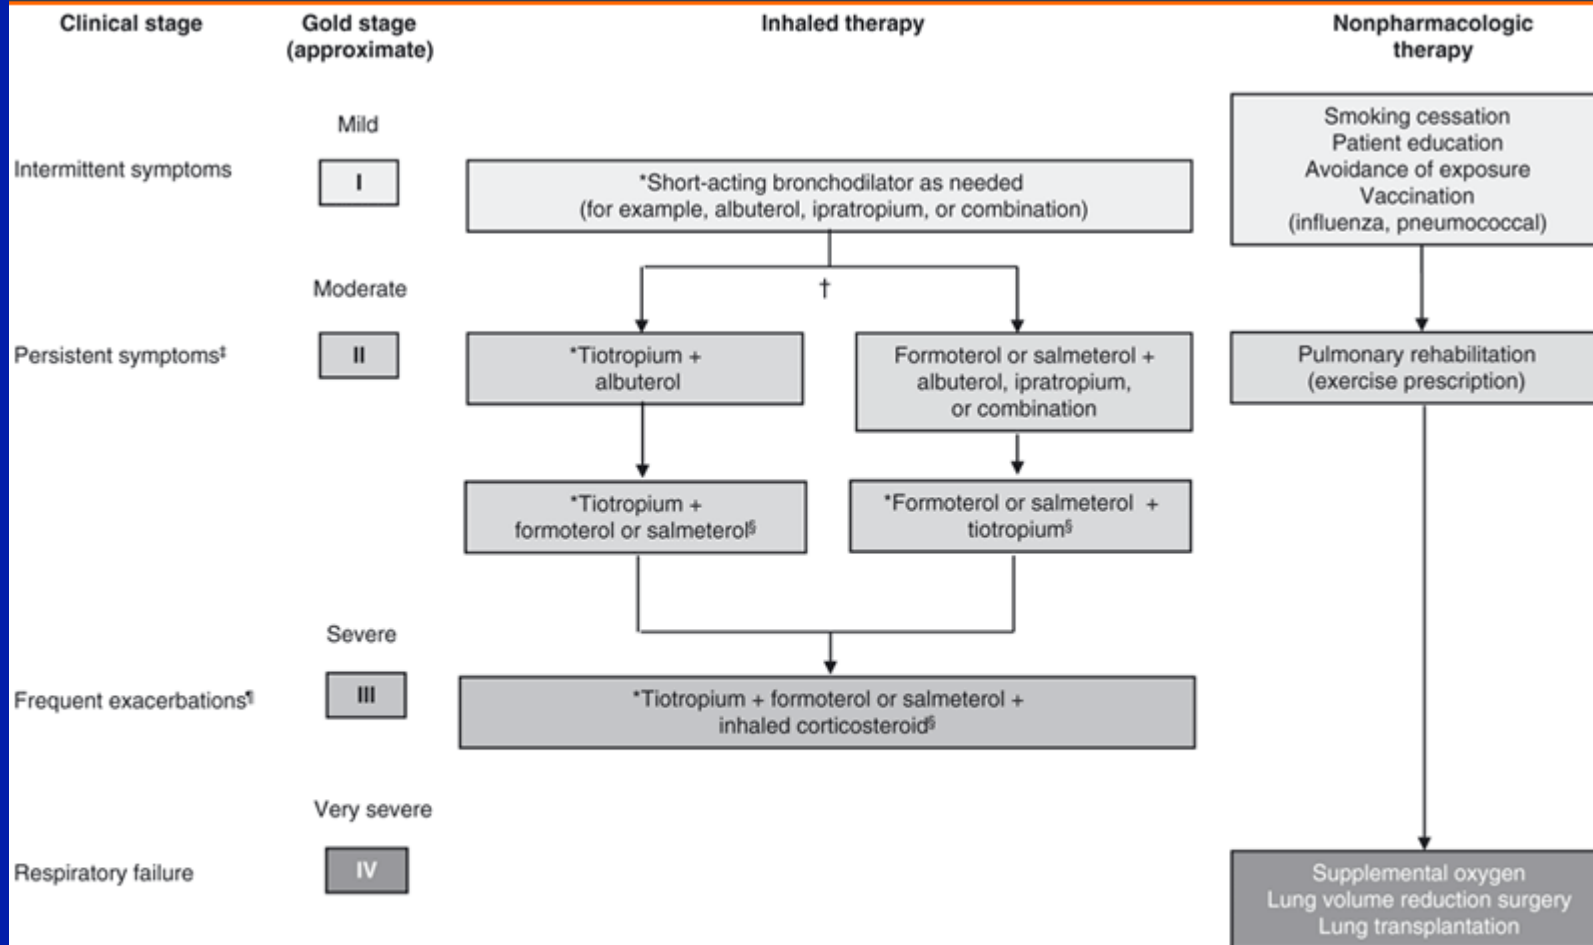 Clinical stage
Gold stage
(approximate)
Inhaled therapy
Nonpharmacologic
therapy
Mild
Intermittent symptoms
I
*Short-acting bronchodilator as needed
(for example, albuterol, ipratropium, or combination)
Smoking cessation
Patient education
Avoidance of exposure
Vaccination
(influenza, pneumococcal)
†
Moderate
Persistent symptoms‡
II
*Tiotropium +
albuterol
Formoterol or salmeterol +
albuterol, ipratropium,
or combination
Pulmonary rehabilitation
(exercise prescription)
*Tiotropium +
formoterol or salmeterol§
*Formoterol or salmeterol +
tiotropium§
Severe
Frequent exacerbations¶
III
*Tiotropium + formoterol or salmeterol +
inhaled corticosteroid§
Very severe
Respiratory failure
IV
Supplemental oxygen
Lung volume reduction surgery
Lung transplantation